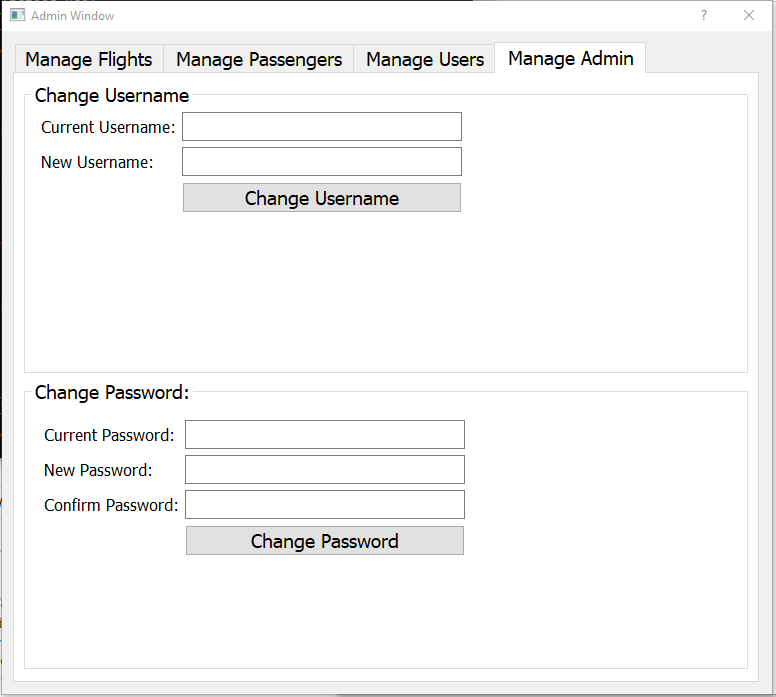 Admin Window ?
Manage Flights Manage Passengers Manage Users Manage Admin
Change Username
Current Username:
New Username:
Change Username
Change Password:
Current Password:
New Password:
Confirm Password:
Change Password